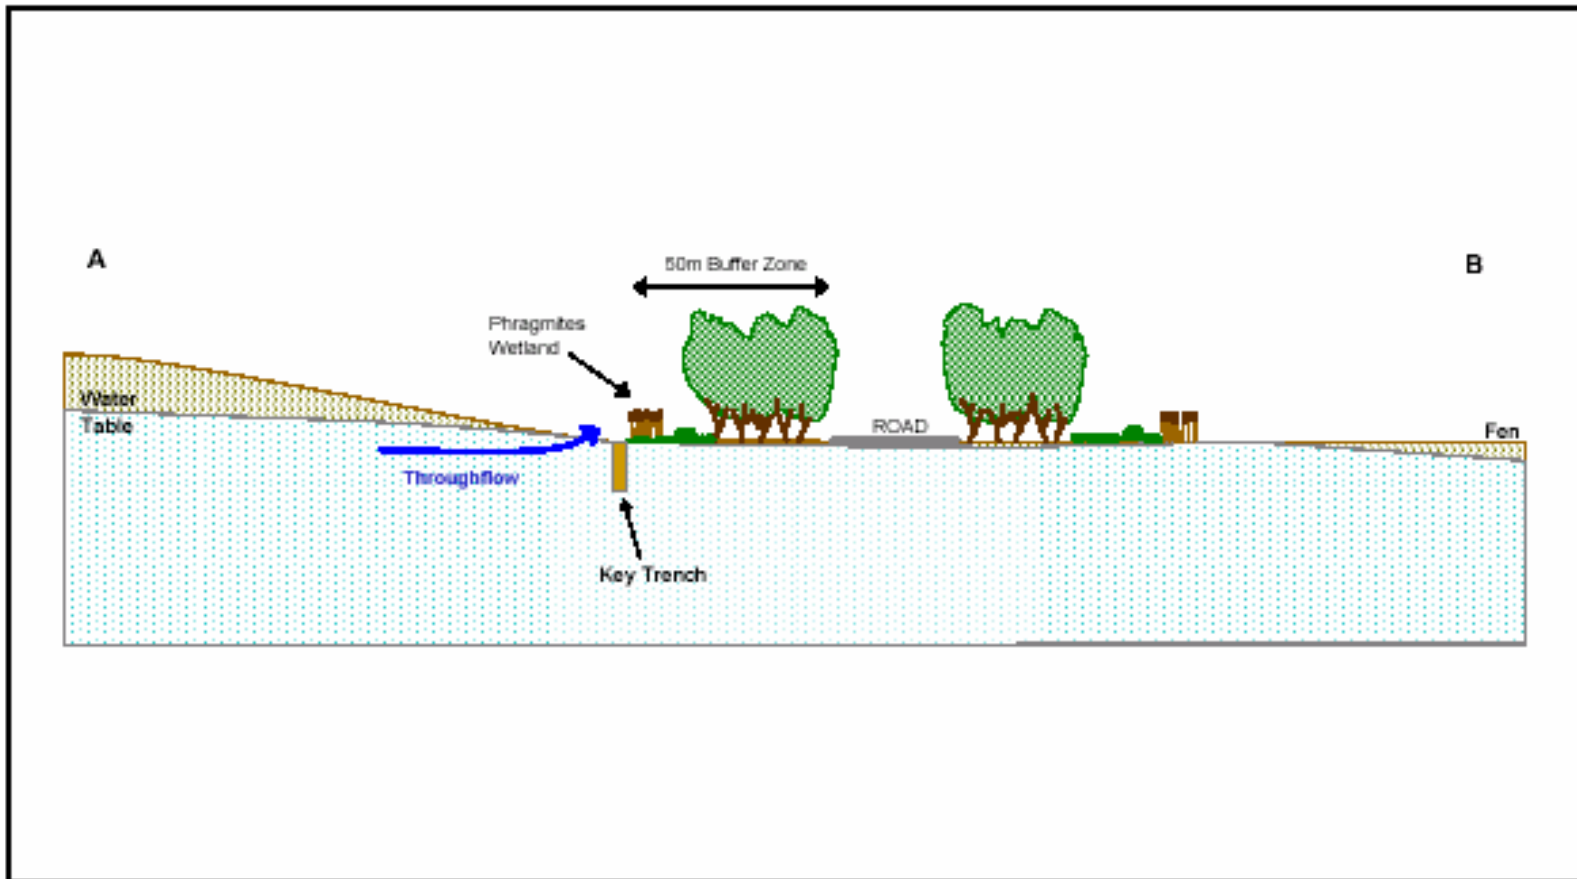 A
B
50m Buffer Zone
Phragmites
Wetland
Water
Table
ROAD
Fen
Throughflow
Key Trench